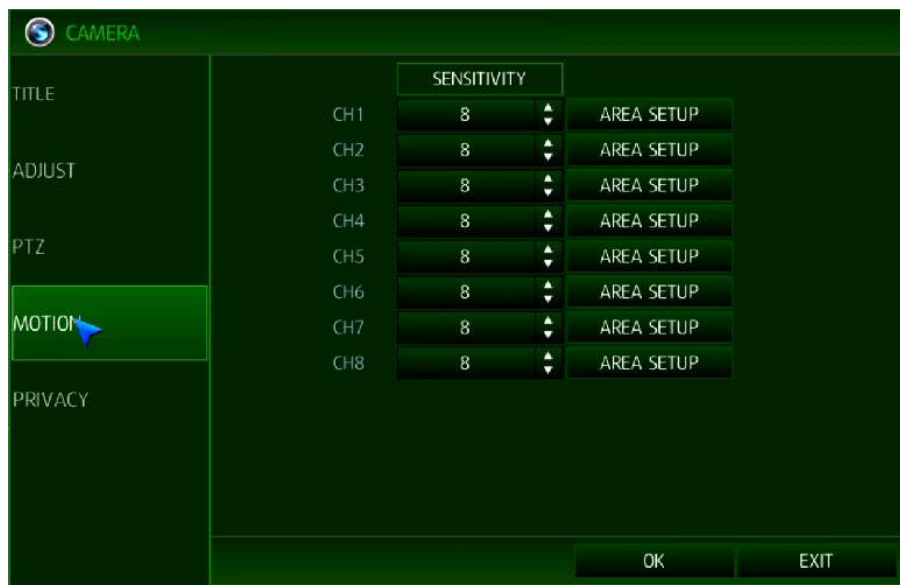 CAMERA
TITLE
ADJUST
PTZ
MOTION
PRIVACY
SENSITIVITY
CH1 8 AREA SETUP
CH2 8 AREA SETUP
CH3 8 AREA SETUP
CH4 8 AREA SETUP
CH5 8 AREA SETUP
CH6 8 AREA SETUP
CH7 8 AREA SETUP
CH8 8 AREA SETUP
OK EXIT